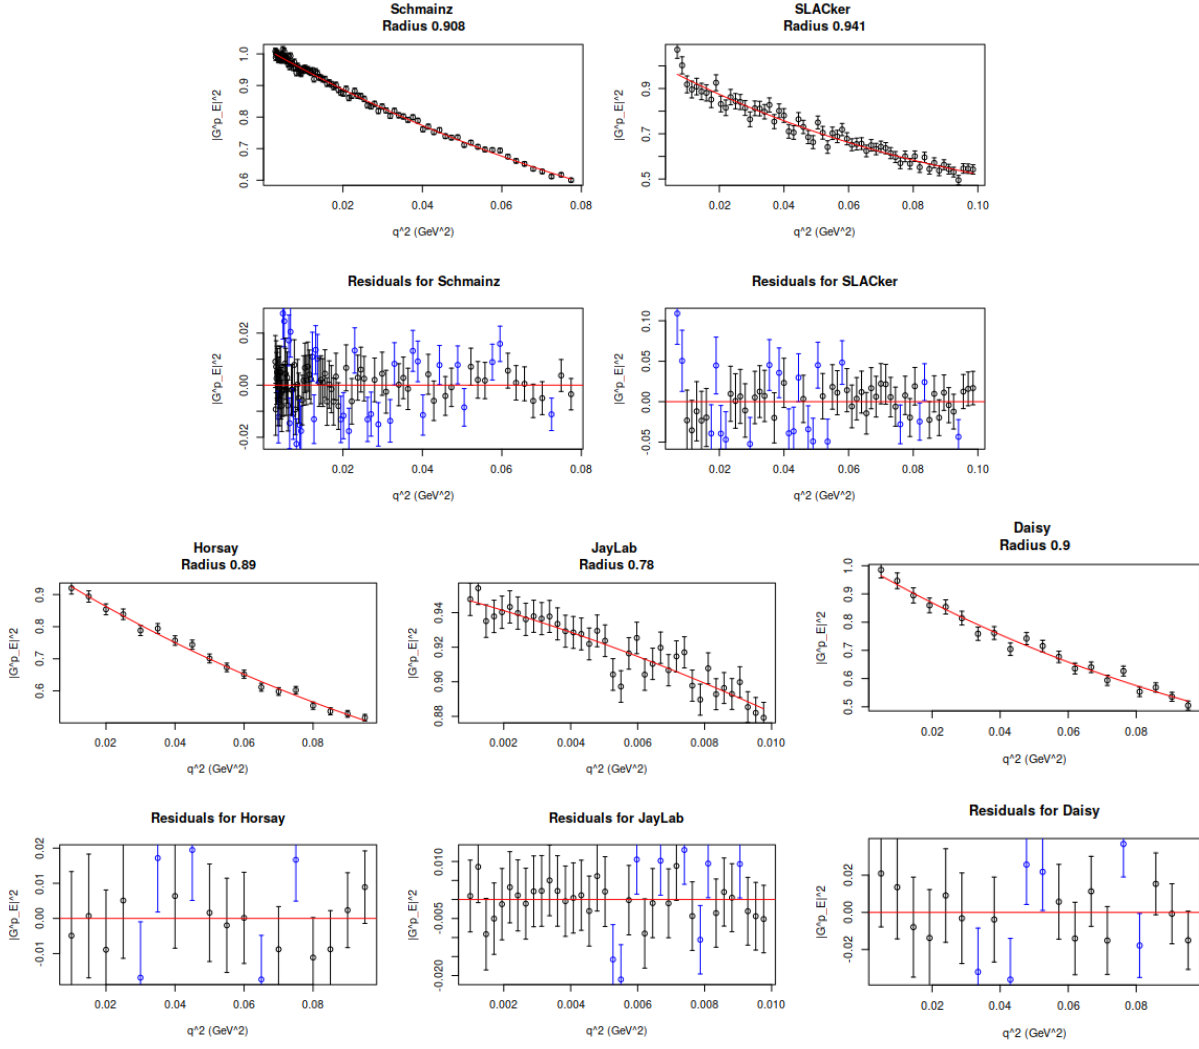 Schmainz
Radius 0.908
|G^p_E|^2
1.0
0.9
0.8
0.7
0.6
0.02 0.04 0.06 0.08
q^2 (GeV^2)
SLACker
Radius 0.941
|G^p_E|^2
0.9
0.7
0.6
0.5
0.02 0.04 0.06 0.08 0.10
q^2 (GeV^2)
Residuals for Schmainz
|G^p_E|^2
0.02
0.00
-0.02
0.02 0.04 0.06 0.08
q^2 (GeV^2)
Residuals for SLACker
|G^p_E|^2
0.10
0.05
0.00
-0.05
0.02 0.04 0.06 0.08 0.10
q^2 (GeV^2)
Horsay
Radius 0.89
|G^p_E|^2
0.9
0.8
0.7
0.6
0.02 0.04 0.06 0.08
q^2 (GeV^2)
JayLab
Radius 0.78
|G^p_E|^2
0.94
0.92
0.90
0.88
0.002 0.004 0.006 0.008 0.010
q^2 (GeV^2)
Daisy
Radius 0.9
|G^p_E|^2
1.0
0.9
0.8
0.7
0.6
0.5
0.02 0.04 0.06 0.08
q^2 (GeV^2)
Residuals for Horsay
|G^p_E|^2
0.02
0.01
0.00
-0.01
0.02 0.04 0.06 0.08
q^2 (GeV^2)
Residuals for JayLab
|G^p_E|^2
0.010
-0.005
-0.020
0.002 0.004 0.006 0.008 0.010
q^2 (GeV^2)
Residuals for Daisy
|G^p_E|^2
0.02
0.00
-0.02
0.02 0.04 0.06 0.08
q^2 (GeV^2)